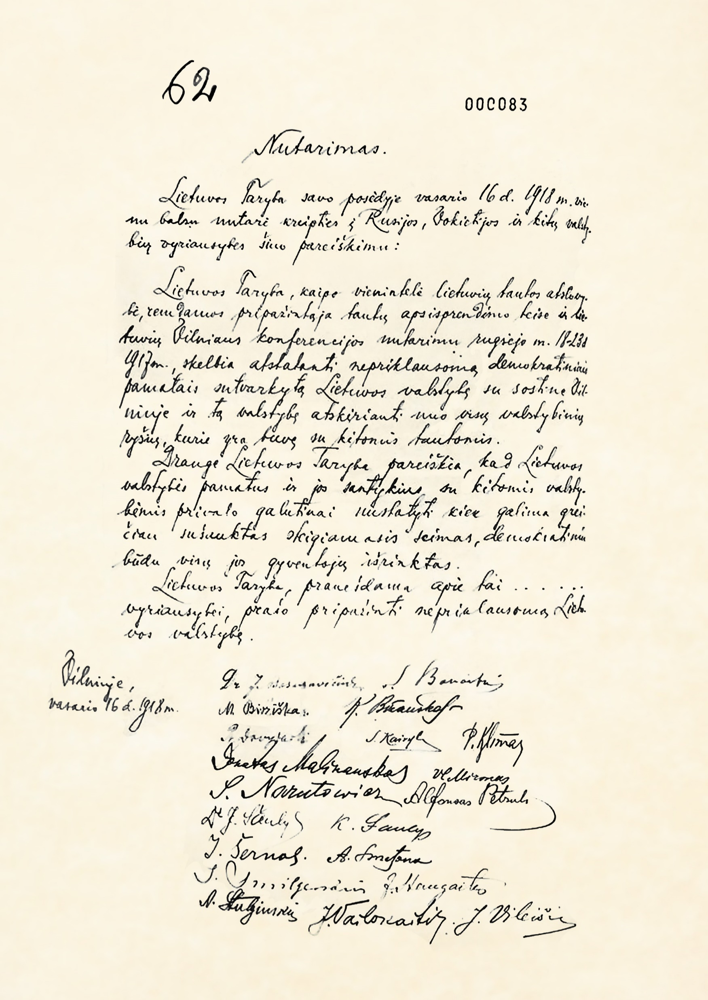 62
000083
Nutarimas.
Lietuvos Taryba savo posėdyje vasario 16 d. 1918 m. vie-
nu balsu nutarė kreipties į Rusijos, Vokietijos ir kitų valsty-
bių vyriausybes šiuo pareiškimu:
Lietuvos Taryba, kaipo vienintelė lietuvių tautos atstovy-
bė, remdamos pripažintąja tautų apsisprendimo teise ir lie-
tuvių Vilniaus konferencijos nutarimu rugsėjo m. 18-23 d
1917 m., skelbia atstatanti nepriklausomą demokratiniais
pamatais sutvarkytą Lietuvos valstybę su sostine Vil-
niuje ir tą valstybę atskirianti nuo visų valstybinių
ryšių, kurie yra buvę su kitomis tautomis.
Drauge Lietuvos Taryba pareiškia, kad Lietuvos
valstybės pamatus ir jos santykius su kitomis valsty-
bėmis privalo galutinai nustatyti kiek galima grei-
čiau sušauktas steigiamasis seimas, demokratiniu
būdu visų jos gyventojų išrinktas.
Lietuvos Taryba, pranešdama apie tai . . . . . .
vyriausybei, prašo pripažinti nepriklausomą Lietu-
vos valstybę.
Vilniuje,
vasario 16 d. 1918 m.
Dr J. Basanavičius S. Banaitis
M. Biržiška. K. Bizauskas
S. Kairys P. Klimas
Donatas Malinauskas Vl Mironas
S. Narutowicz Alfonsas Petrulis
Dr J. Šaulys K. Šaulys
J. Šernas. A. Smetona
J. Smilgevičius J. Staugaitis
A. Stulginskis J. Vailokaitis. J. Vileišis